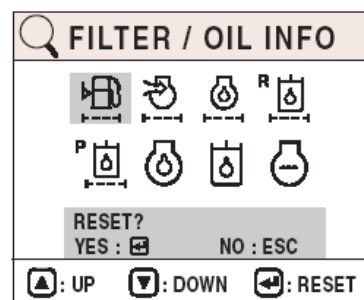 FILTER / OIL INFO
R
P
RESET?
YES : NO : ESC
: UP : DOWN : RESET